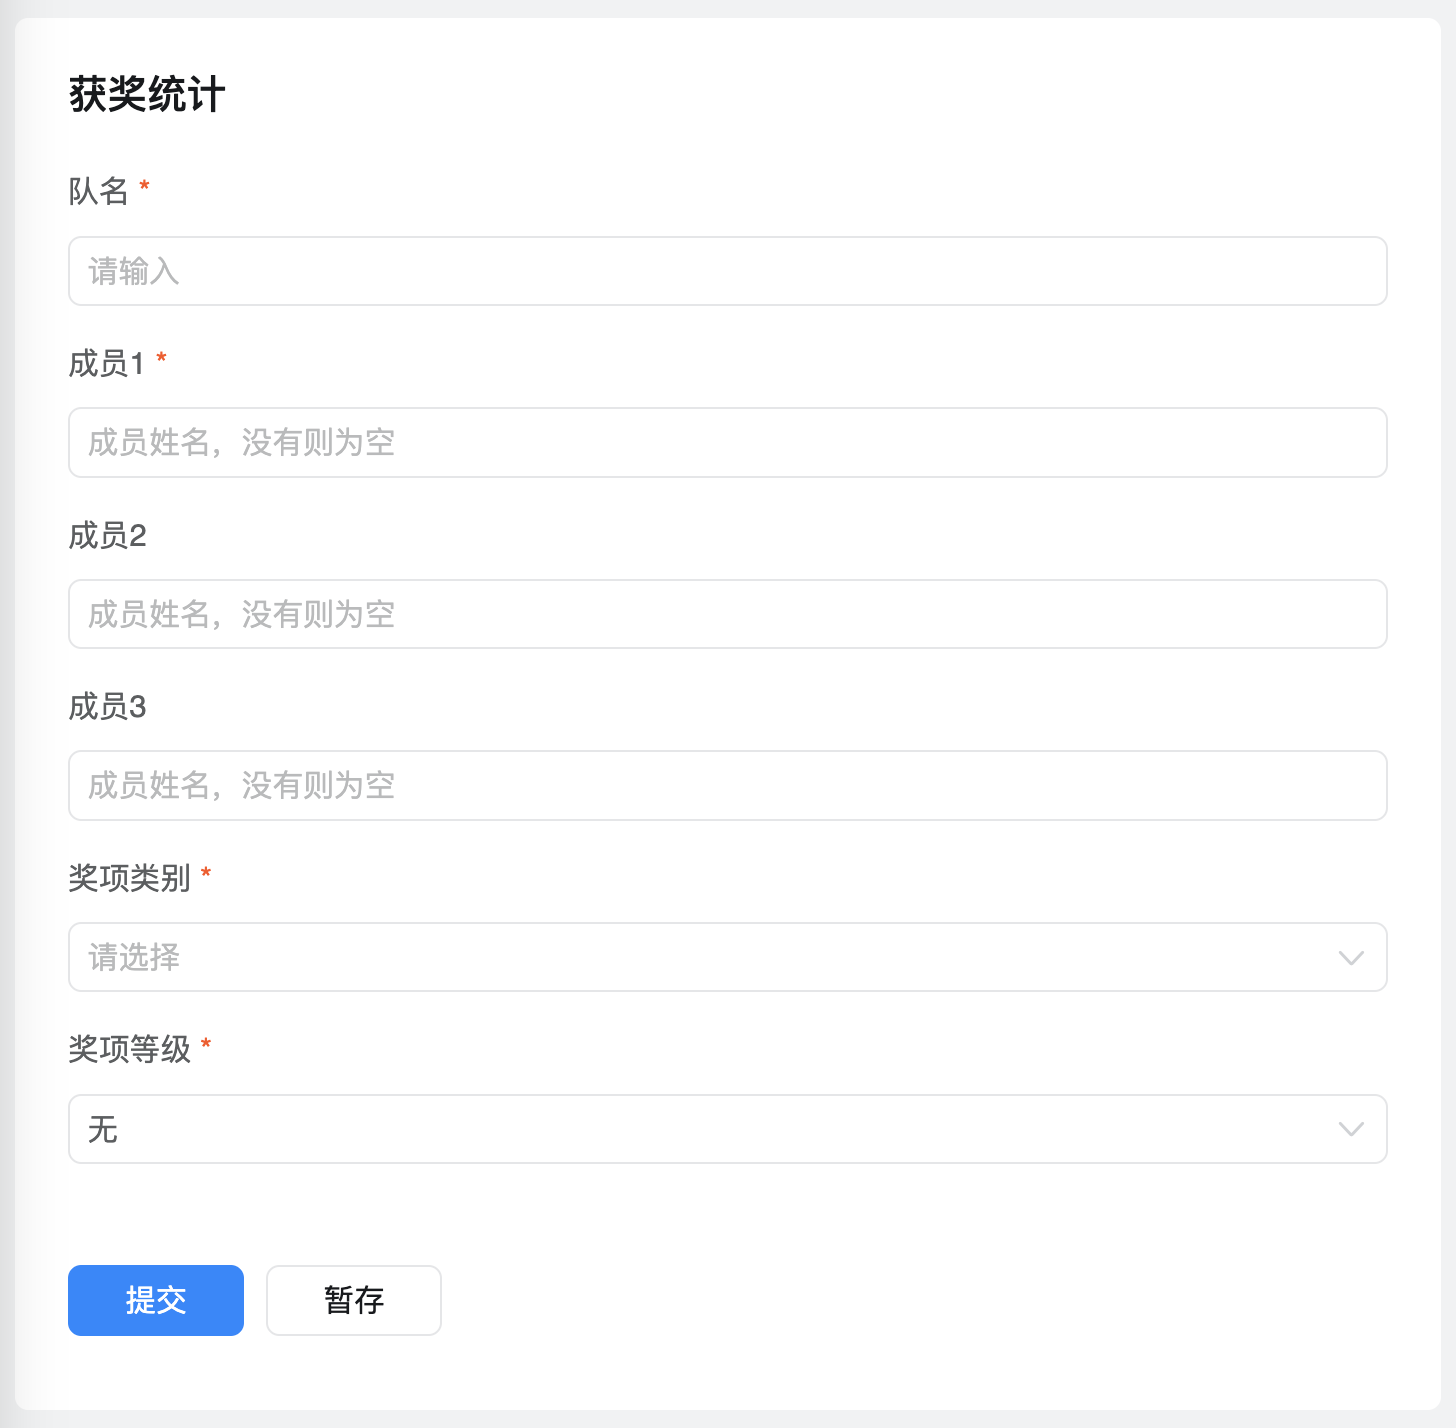 获奖统计
队名 *
请输入
成员1 *
成员姓名，没有则为空
成员2
成员姓名，没有则为空
成员3
成员姓名，没有则为空
奖项类别 *
请选择
奖项等级 *
无
提交 暂存